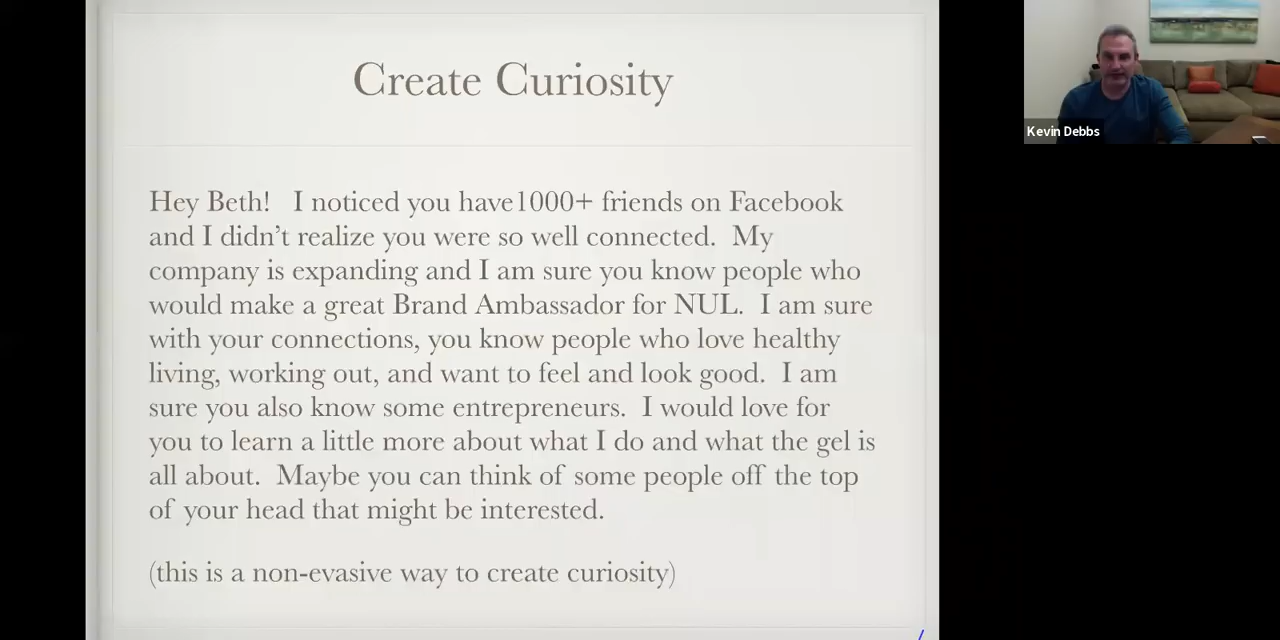 Create Curiosity
Hey Beth! I noticed you have1000+ friends on Facebook
and I didn't realize you were so well connected. My
company is expanding and I am sure you know people who
would make a great Brand Ambassador for NUL. I am sure
with your connections, you know people who love healthy
living, working out, and want to feel and look good. I am
sure you also know some entrepreneurs. I would love for
you to learn a little more about what I do and what the gel is
all about. Maybe you can think of some people off the top
of your head that might be interested.
(this is a non-evasive way to create curiosity)
Kevin Debbs